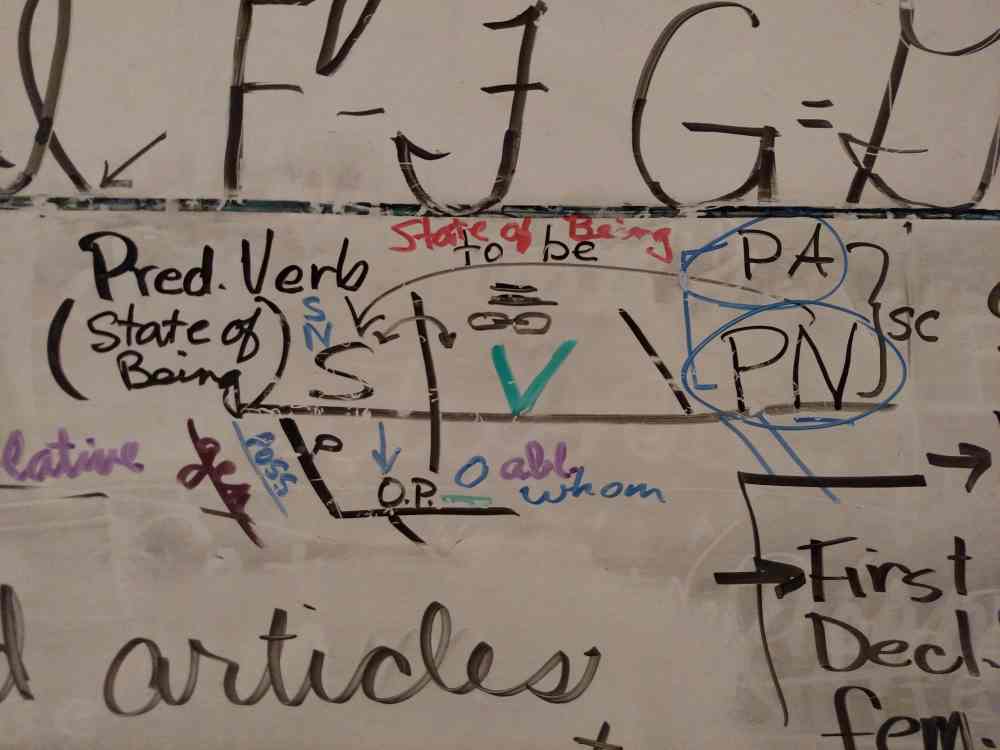 F - J G =
State of Being
Pred. Verb to be PA
(State of SN SC
Being) S V PN
lative Poss P O.P. O abl.
whom
First
articles Decl.
fem.